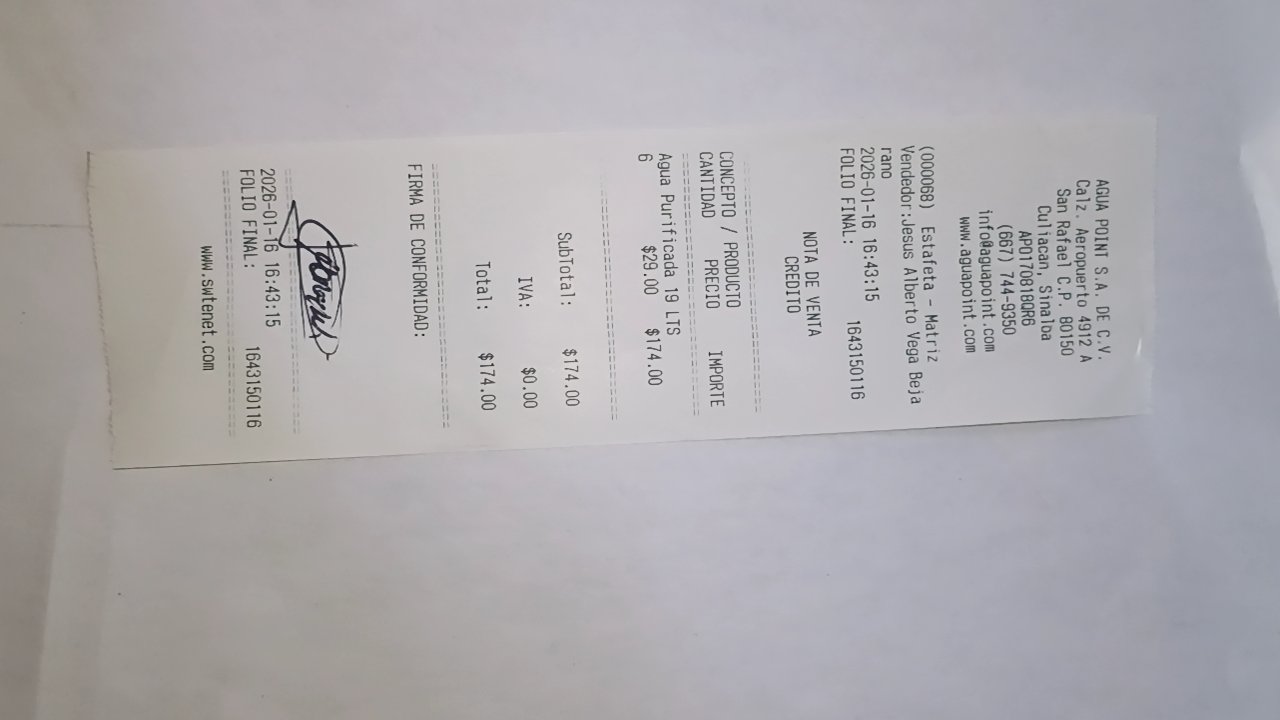 AGUA POINT S.A. DE C.V.
Calz. Aeropuerto 4912 A
San Rafael C.P. 80150
Culiacan, Sinaloa
APO170818QR6
(667) 744-9350
info@aguapoint.com
www.aguapoint.com
(000068) Estafeta - Matriz
Vendedor:Jesus Alberto Vega Beja
rano
2026-01-16 16:43:15
FOLIO FINAL: 1643150116
NOTA DE VENTA
CREDITO
CONCEPTO / PRODUCTO
CANTIDAD PRECIO IMPORTE
Agua Purificada 19 LTS
6 $29.00 $174.00
SubTotal: $174.00
IVA: $0.00
Total: $174.00
FIRMA DE CONFORMIDAD:
2026-01-16 16:43:15
FOLIO FINAL: 1643150116
www.swtenet.com